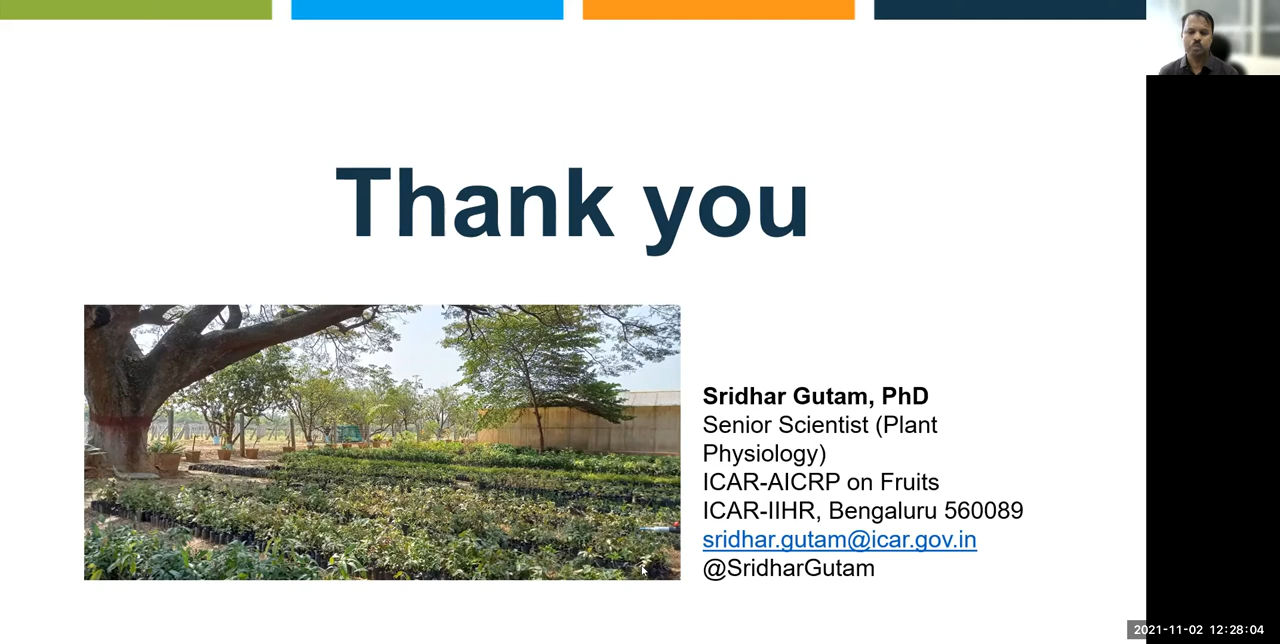 Thank you
Sridhar Gutam, PhD
Senior Scientist (Plant
Physiology)
ICAR-AICRP on Fruits
ICAR-IIHR, Bengaluru 560089
sridhar.gutam@icar.gov.in
@SridharGutam
2021-11-02 12:28:04